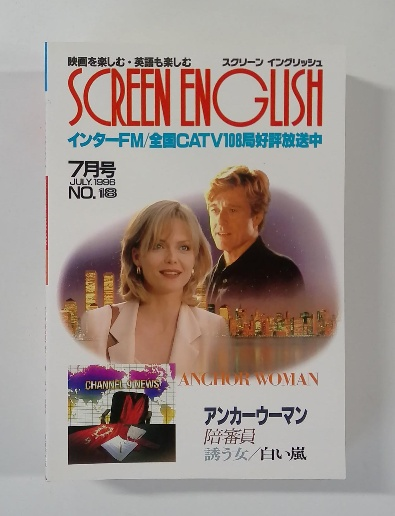 映画を楽しむ・英語も楽しむ スクリーン イングリッシュ
SCREEN ENGLISH
インターFM/全国CATV108局好評放送中
7月号
JULY.1996
NO.18
CHANNEL 9 NEWS
ANCHOR WOMAN
アンカーウーマン
陪審員
誘う女/白い嵐